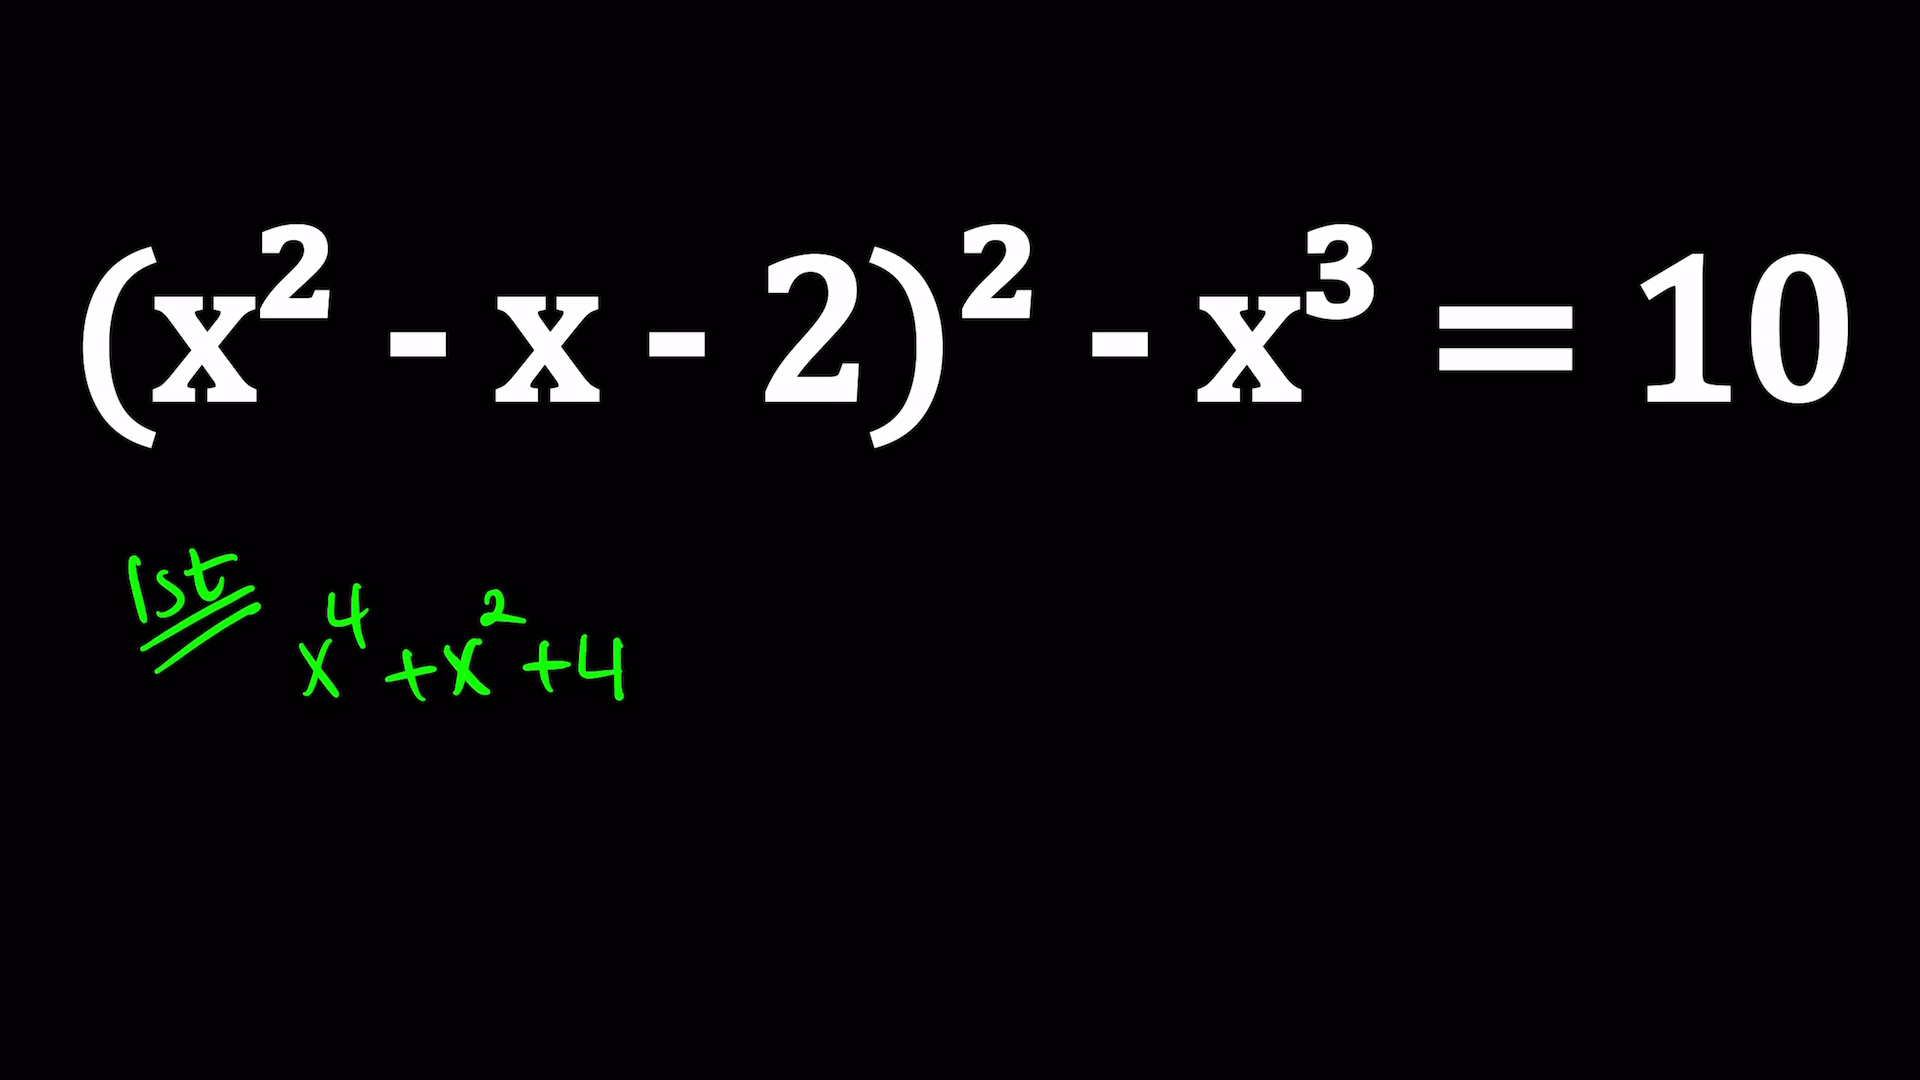 (x² - x - 2)² - x³ = 10
1st x⁴ + x² + 4